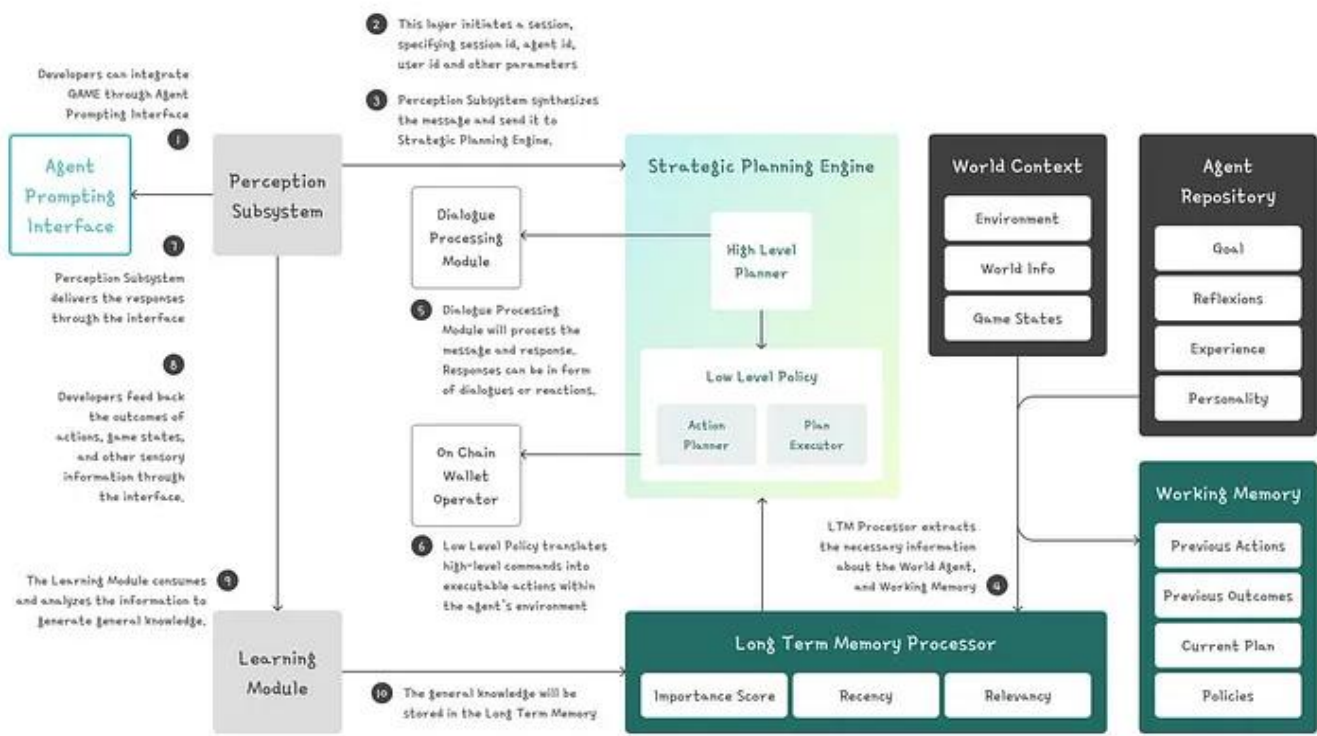 2
This layer initiates a session,
specifying session id, agent id,
user id and other parameters
Developers can integrate
GAME through Agent
Prompting Interface
1
3
Perception Subsystem synthesizes
the message and send it to
Strategic Planning Engine.
Agent
Prompting
Interface
Perception
Subsystem
Strategic Planning Engine
World Context
Agent
Repository
Dialogue
Processing
Module
High Level
Planner
Environment
World Info
Game States
Goal
Reflexions
Experience
Personality
7
Perception Subsystem
delivers the responses
through the interface
5
Dialogue Processing
Module will process the
message and response.
Responses can be in form
of dialogues or reactions.
Low Level Policy
Action
Planner
Plan
Executor
8
Developers feed back
the outcomes of
actions, game states,
and other sensory
information through
the interface.
On Chain
Wallet
Operator
6
Low Level Policy translates
high-level commands into
executable actions within
the agent's environment
LTM Processor extracts
the necessary information
about the World Agent,
and Working Memory
4
Working Memory
Previous Actions
Previous Outcomes
Current Plan
Policies
9
The Learning Module consumes
and analyzes the information to
generate general knowledge.
Learning
Module
10
The general knowledge will be
stored in the Long Term Memory
Long Term Memory Processor
Importance Score
Recency
Relevancy